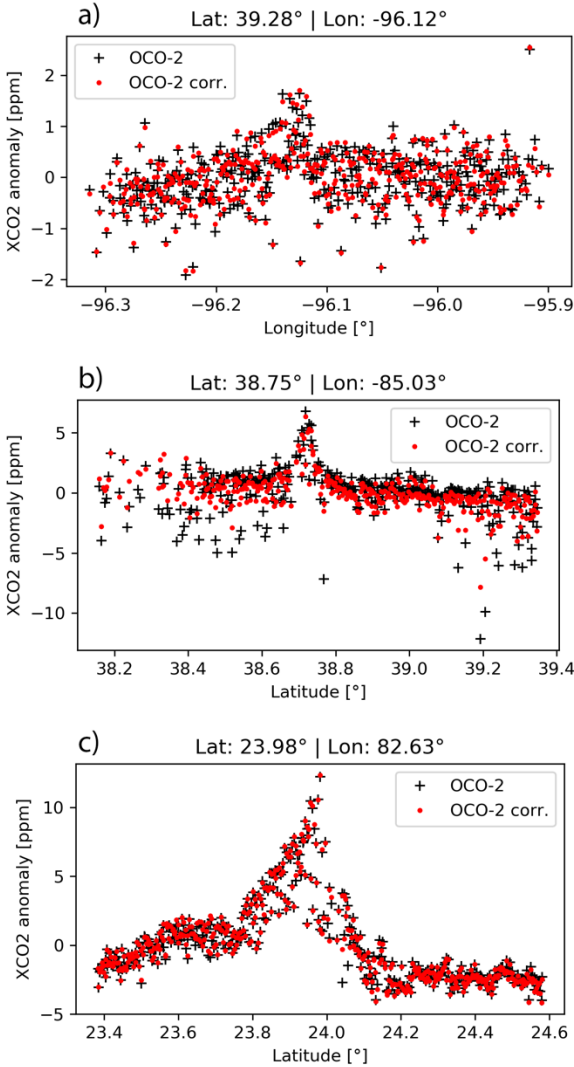 a)
Lat: 39.28° | Lon: -96.12°
OCO-2
OCO-2 corr.
XCO2 anomaly [ppm]
2
1
0
−1
−2
−96.3 −96.2 −96.1 −96.0 −95.9
Longitude [°]
b)
Lat: 38.75° | Lon: -85.03°
OCO-2
OCO-2 corr.
XCO2 anomaly [ppm]
5
0
−5
−10
38.2 38.4 38.6 38.8 39.0 39.2 39.4
Latitude [°]
c)
Lat: 23.98° | Lon: 82.63°
OCO-2
OCO-2 corr.
XCO2 anomaly [ppm]
10
5
0
−5
23.4 23.6 23.8 24.0 24.2 24.4 24.6
Latitude [°]